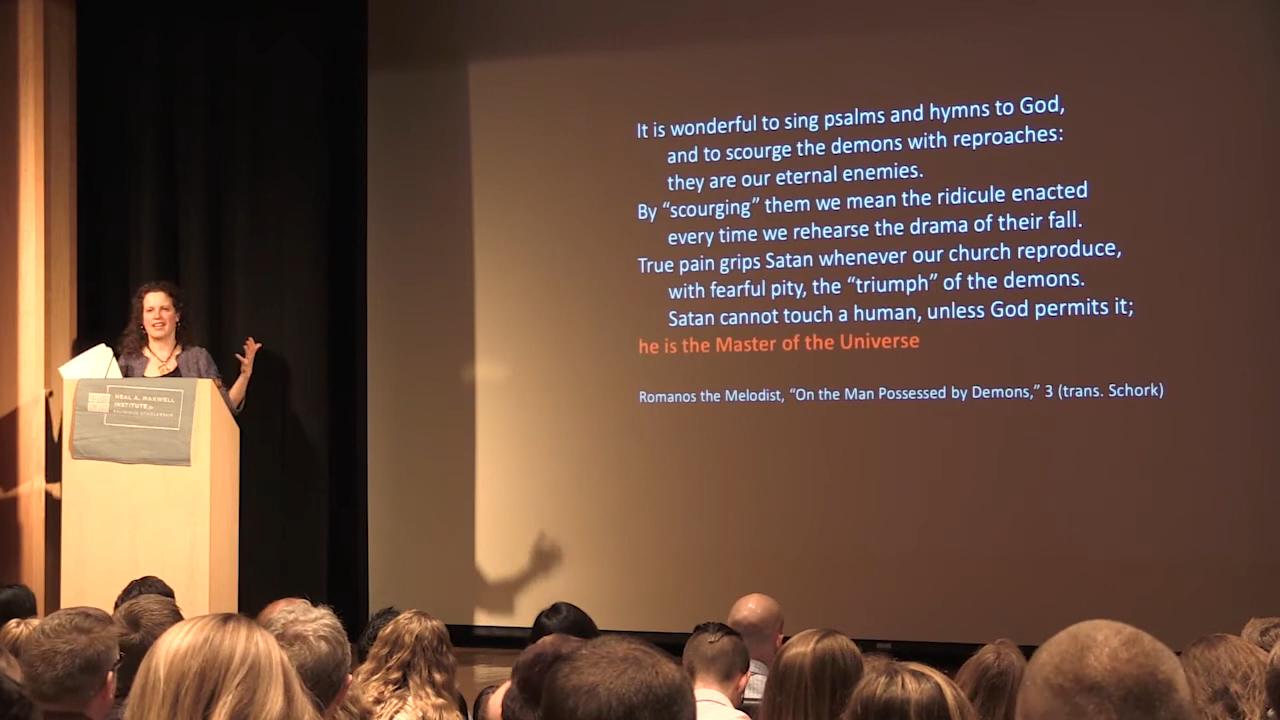 It is wonderful to sing psalms and hymns to God,
and to scourge the demons with reproaches:
they are our eternal enemies.
By “scourging” them we mean the ridicule enacted
every time we rehearse the drama of their fall.
True pain grips Satan whenever our church reproduce,
with fearful pity, the “triumph” of the demons.
Satan cannot touch a human, unless God permits it;
he is the Master of the Universe
Romanos the Melodist, “On the Man Possessed by Demons,” 3 (trans. Schork)
NEAL A. MAXWELL
INSTITUTE for
RELIGIOUS SCHOLARSHIP